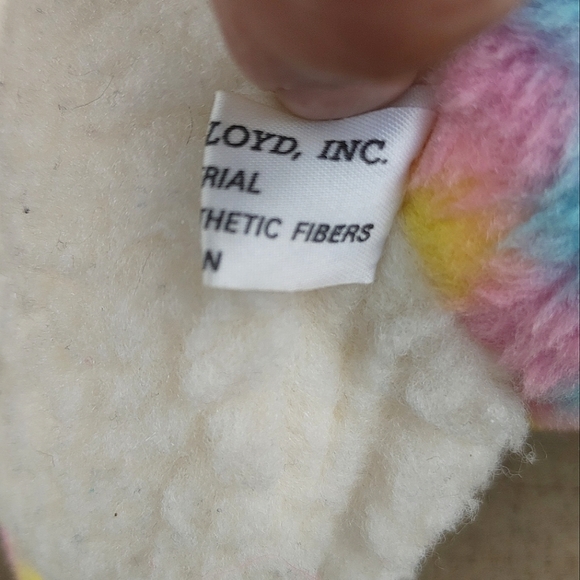 LOYD, INC.
RIAL
THETIC FIBERS
N